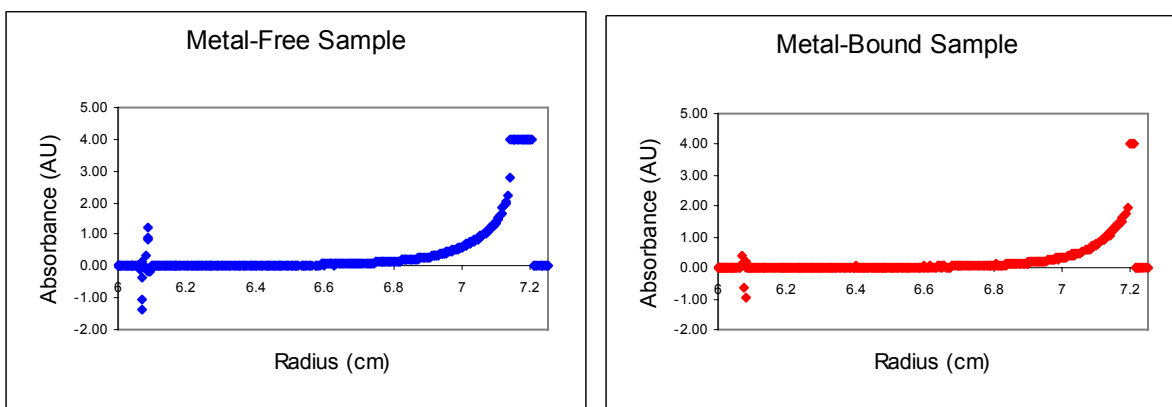 Metal-Free Sample
5.00
4.00
3.00
2.00
1.00
0.00
-1.00
-2.00
6 6.2 6.4 6.6 6.8 7 7.2
Absorbance (AU)
Radius (cm)
Metal-Bound Sample
5.00
4.00
3.00
2.00
1.00
0.00
-1.00
-2.00
6 6.2 6.4 6.6 6.8 7 7.2
Absorbance (AU)
Radius (cm)